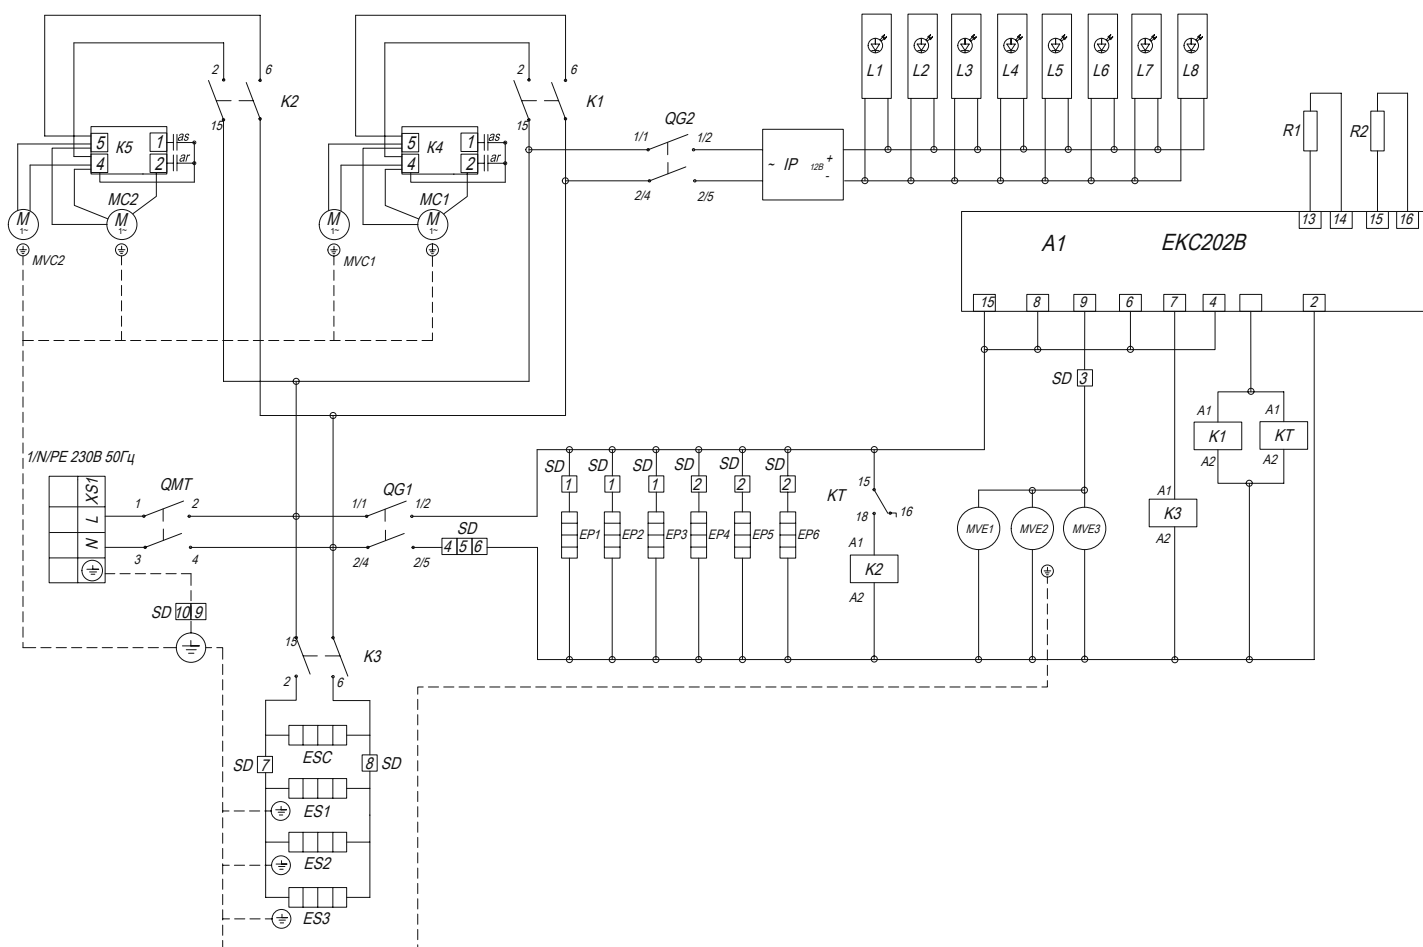 L1 L2 L3 L4 L5 L6 L7 L8
2 6 K2
15
2 6 K1
15
QG2
1/1 1/2
2/4 2/5
~ IP 12В + -
R1 R2
13 14 15 16
5 K5 1 as
4 2 ar
MC2
M 1~
M 1~
MVC2
5 K4 1 as
4 2 ar
MC1
M 1~
M 1~
MVC1
A1 EKC202B
15 8 9 6 7 4 2
SD 3
A1 A1
K1 KT
A2 A2
1/N/PE 230В 50Гц
XS1
L
N
QMT
1 2
3 4
QG1
1/1 1/2
2/4 2/5
SD
4 5 6
SD SD SD SD SD SD
1 1 1 2 2 2
EP1 EP2 EP3 EP4 EP5 EP6
KT 15
18 16
A1
K2
A2
MVE1 MVE2 MVE3
A1
K3
A2
SD 10 9
15 K3
2 6
ESC
SD 7 8 SD
ES1
ES2
ES3